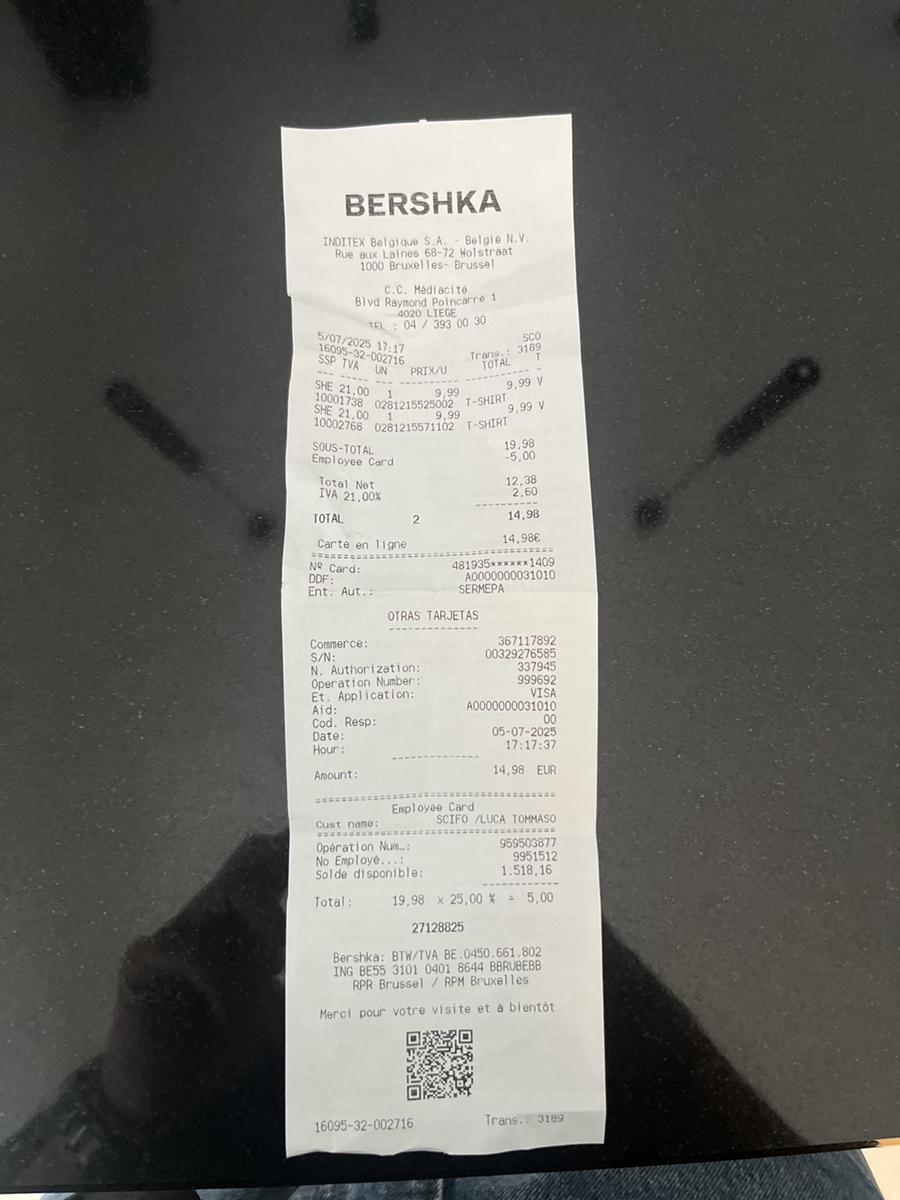 BERSHKA
INDITEX Belgique S.A. - België N.V.
Rue aux Laines 68-72 Wolstraat
1000 Bruxelles- Brussel
C.C. Médiacité
Blvd Raymond Poincarré 1
4020 LIEGE
TEL : 04 / 393 00 30
5/07/2025 17:17 SCO
16095-32-002716 Trans.: 3189
SSP TVA UN PRIX/U TOTAL T
SHE 21,00 1 9,99 9,99 V
10001738 0281215525002 T-SHIRT
SHE 21,00 1 9,99 9,99 V
10002768 0281215571102 T-SHIRT
SOUS-TOTAL 19,98
Employee Card -5,00
Total Net 12,38
IVA 21,00% 2,60
TOTAL 2 14,98
Carte en ligne 14,98€
Nº Card: 481935******1409
DDF: A0000000031010
Ent. Aut.: SERMEPA
OTRAS TARJETAS
Commerce: 367117892
S/N: 00329276585
N. Authorization: 337945
Operation Number: 999692
Et. Application: VISA
Aid: A0000000031010
Cod. Resp: 00
Date: 05-07-2025
Hour: 17:17:37
Amount: 14,98 EUR
Employee Card
Cust name: SCIFO /LUCA TOMMASO
Opération Num..: 959503877
No Employé...: 9951512
Solde disponible: 1.518,16
Total: 19,98 x 25,00 % = 5,00
27128825
Bershka: BTW/TVA BE.0450.661.802
ING BE55 3101 0401 8644 BBRUBEBB
RPR Brussel / RPM Bruxelles
Merci pour votre visite et à bientôt
16095-32-002716 Trans.: 3189